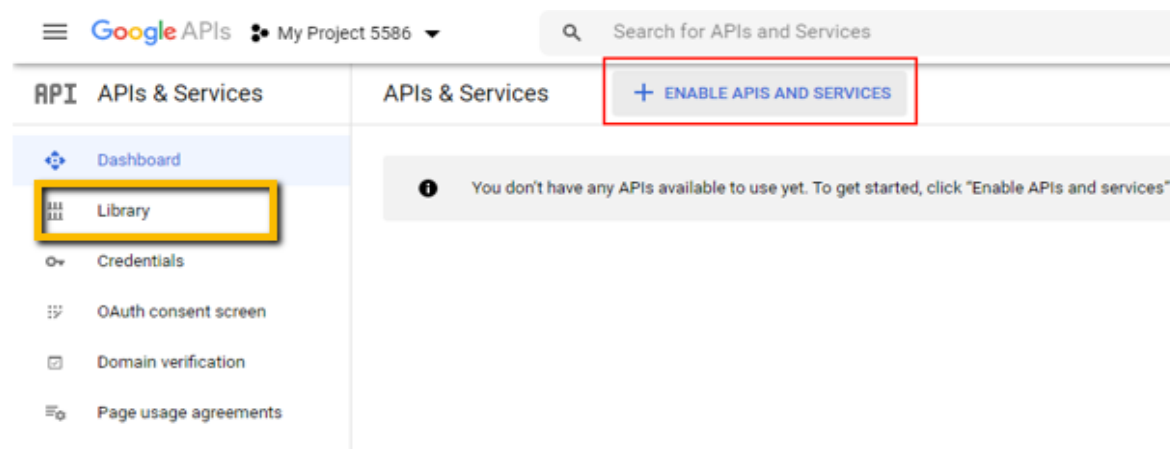 Google APIs My Project 5586 Search for APIs and Services
API APIs & Services
APIs & Services + ENABLE APIS AND SERVICES
Dashboard
You don't have any APIs available to use yet. To get started, click "Enable APIs and services"
Library
Credentials
OAuth consent screen
Domain verification
Page usage agreements